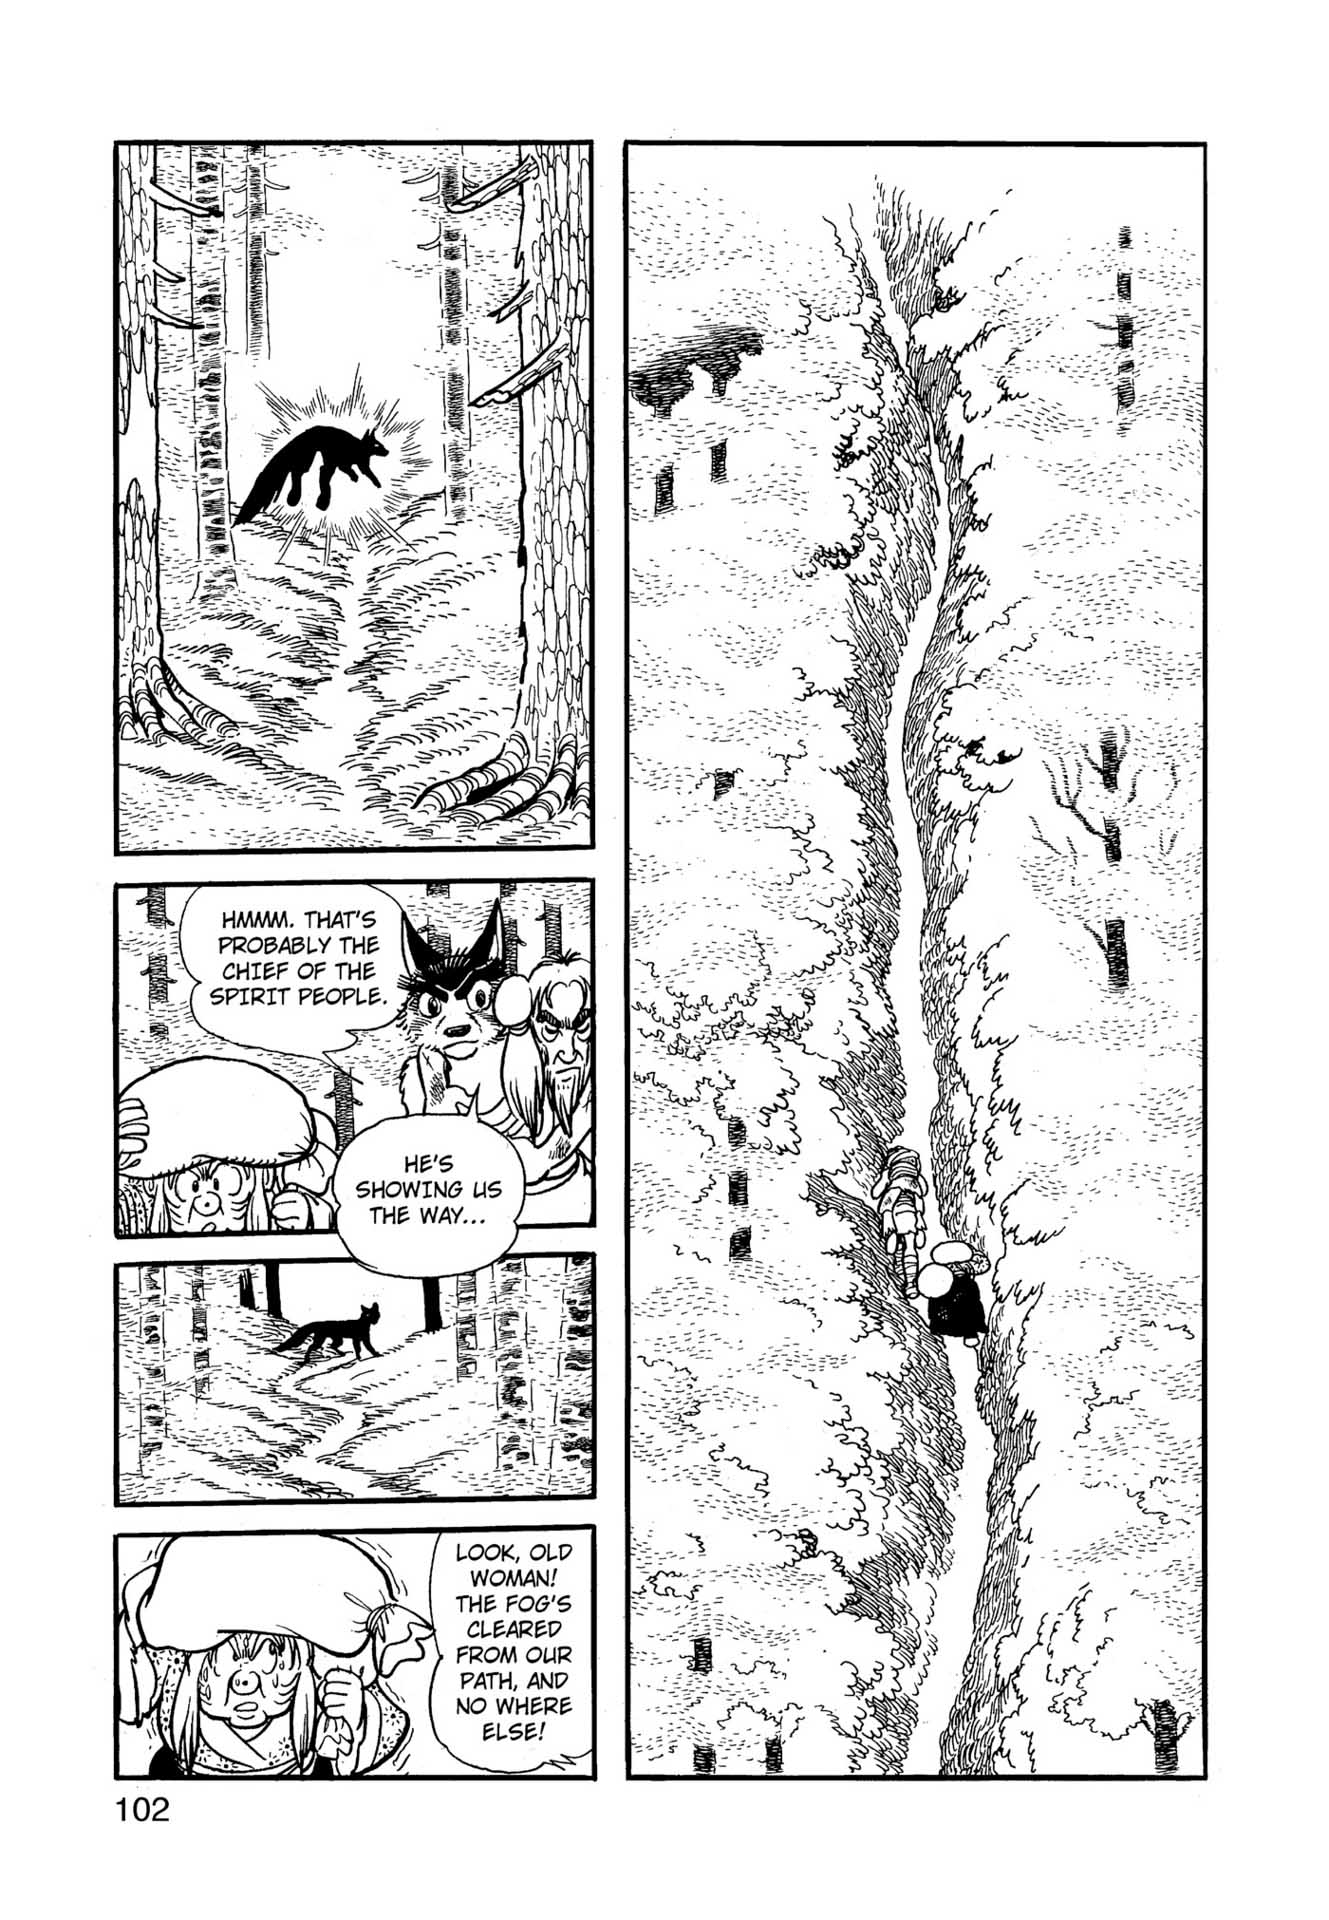 HMMM. THAT'S
PROBABLY THE
CHIEF OF THE
SPIRIT PEOPLE.
HE'S
SHOWING US
THE WAY...
LOOK, OLD
WOMAN!
THE FOG'S
CLEARED
FROM OUR
PATH, AND
NO WHERE
ELSE!
102